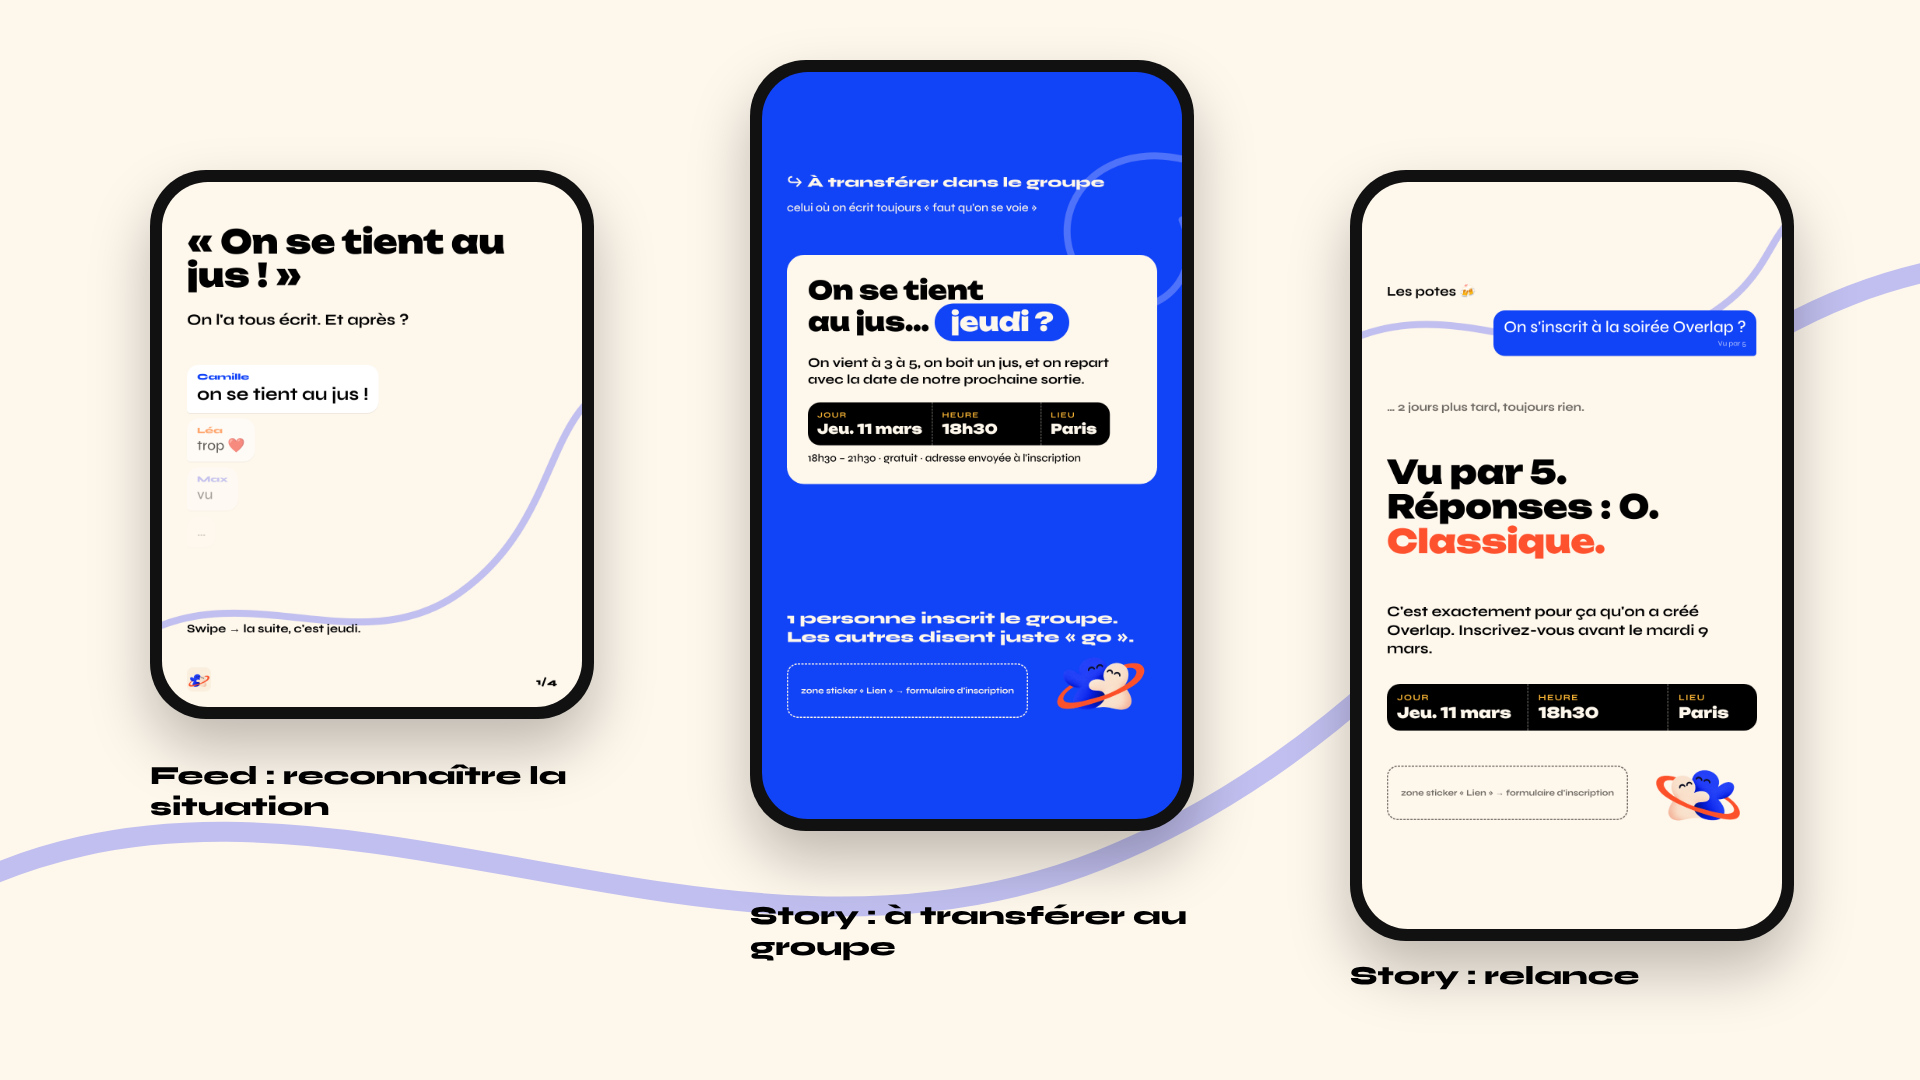 « On se tient au
jus ! »
On l'a tous écrit. Et après ?
Camille
on se tient au jus !
Léa
trop ❤️
Max
vu
...
Swipe → la suite, c'est jeudi.
1/4
Feed : reconnaître la
situation
↪ À transférer dans le groupe
celui où on écrit toujours « faut qu'on se voie »
On se tient
au jus... jeudi ?
On vient à 3 à 5, on boit un jus, et on repart
avec la date de notre prochaine sortie.
JOUR HEURE LIEU
Jeu. 11 mars 18h30 Paris
18h30 – 21h30 · gratuit · adresse envoyée à l'inscription
1 personne inscrit le groupe.
Les autres disent juste « go ».
zone sticker « Lien » → formulaire d'inscription
Story : à transférer au
groupe
Les potes 🍻
On s'inscrit à la soirée Overlap ?
Vu par 5
... 2 jours plus tard, toujours rien.
Vu par 5.
Réponses : 0.
Classique.
C'est exactement pour ça qu'on a créé
Overlap. Inscrivez-vous avant le mardi 9
mars.
JOUR HEURE LIEU
Jeu. 11 mars 18h30 Paris
zone sticker « Lien » → formulaire d'inscription
Story : relance